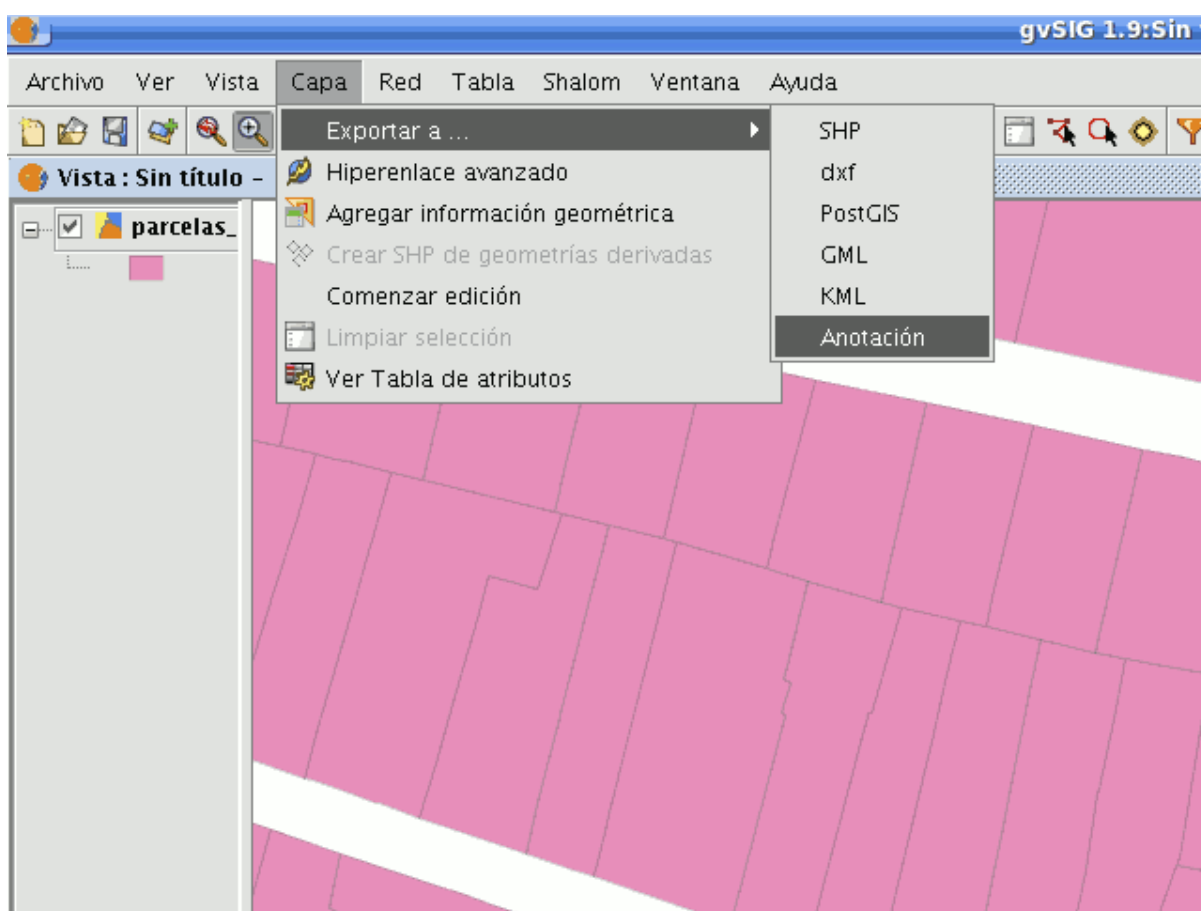 gvSIG 1.9:Sin
Archivo Ver Vista Capa Red Tabla Shalom Ventana Ayuda
Exportar a ...
Hiperenlace avanzado
Agregar información geométrica
Crear SHP de geometrías derivadas
Comenzar edición
Limpiar selección
Ver Tabla de atributos
SHP
dxf
PostGIS
GML
KML
Anotación
Vista : Sin título –
parcelas_